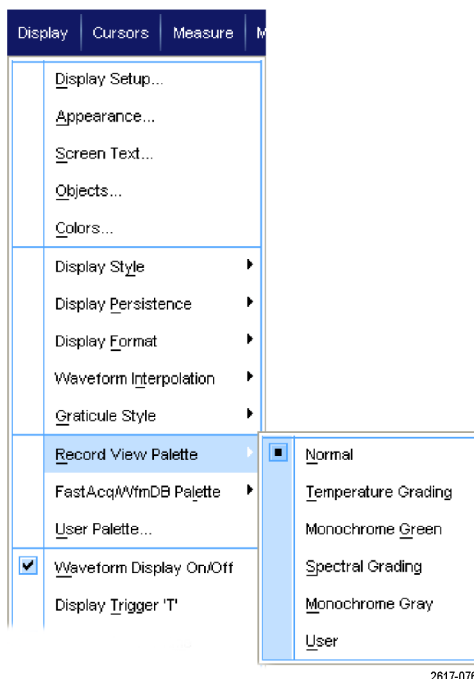 Display Cursors Measure
Display Setup...
Appearance...
Screen Text...
Objects...
Colors...
Display Style
Display Persistence
Display Format
Waveform Interpolation
Graticule Style
Record View Palette
FastAcq/WfmDB Palette
User Palette...
Waveform Display On/Off
Display Trigger 'T'
Normal
Temperature Grading
Monochrome Green
Spectral Grading
Monochrome Gray
User
2617-076